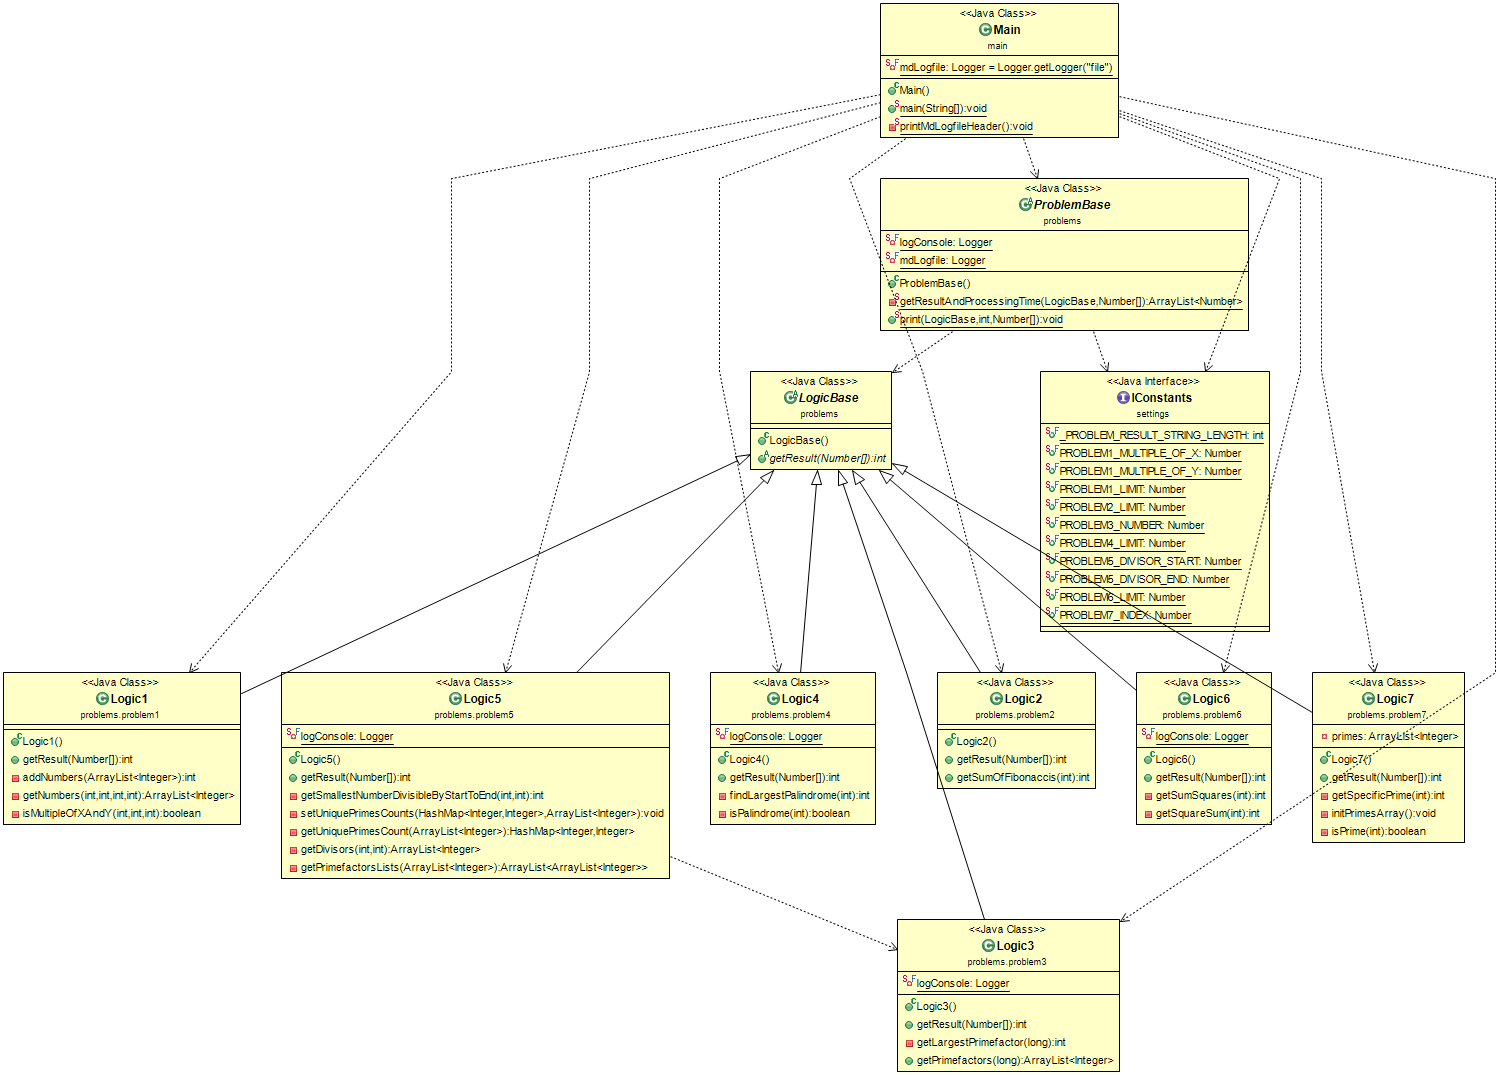 <<Java Class>>
Main
main
mdLogfile: Logger = Logger.getLogger("file")
Main()
main(String[]):void
printMdLogfileHeader():void
<<Java Class>>
ProblemBase
problems
logConsole: Logger
mdLogfile: Logger
ProblemBase()
getResultAndProcessingTime(LogicBase,Number[]):ArrayList<Number>
print(LogicBase,int,Number[]):void
<<Java Class>>
LogicBase
problems
LogicBase()
getResult(Number[]):int
<<Java Interface>>
IConstants
settings
_PROBLEM_RESULT_STRING_LENGTH: int
PROBLEM1_MULTIPLE_OF_X: Number
PROBLEM1_MULTIPLE_OF_Y: Number
PROBLEM1_LIMIT: Number
PROBLEM2_LIMIT: Number
PROBLEM3_NUMBER: Number
PROBLEM4_LIMIT: Number
PROBLEM5_DIVISOR_START: Number
PROBLEM5_DIVISOR_END: Number
PROBLEM6_LIMIT: Number
PROBLEM7_INDEX: Number
<<Java Class>>
Logic1
problems.problem1
Logic1()
getResult(Number[]):int
addNumbers(ArrayList<Integer>):int
getNumbers(int,int,int,int):ArrayList<Integer>
isMultipleOfXAndY(int,int,int):boolean
<<Java Class>>
Logic5
problems.problem5
logConsole: Logger
Logic5()
getResult(Number[]):int
getSmallestNumberDivisibleByStartToEnd(int,int):int
setUniquePrimesCounts(HashMap<Integer,Integer>,ArrayList<Integer>):void
getUniquePrimesCount(ArrayList<Integer>):HashMap<Integer,Integer>
getDivisors(int,int):ArrayList<Integer>
getPrimefactorsLists(ArrayList<Integer>):ArrayList<ArrayList<Integer>>
<<Java Class>>
Logic4
problems.problem4
logConsole: Logger
Logic4()
getResult(Number[]):int
findLargestPalindrome(int):int
isPalindrome(int):boolean
<<Java Class>>
Logic2
problems.problem2
Logic2()
getResult(Number[]):int
getSumOfFibonaccis(int):int
<<Java Class>>
Logic6
problems.problem6
logConsole: Logger
Logic6()
getResult(Number[]):int
getSumSquares(int):int
getSquareSum(int):int
<<Java Class>>
Logic7
problems.problem7
primes: ArrayList<Integer>
Logic7()
getResult(Number[]):int
getSpecificPrime(int):int
initPrimesArray():void
isPrime(int):boolean
<<Java Class>>
Logic3
problems.problem3
logConsole: Logger
Logic3()
getResult(Number[]):int
getLargestPrimefactor(long):int
getPrimefactors(long):ArrayList<Integer>